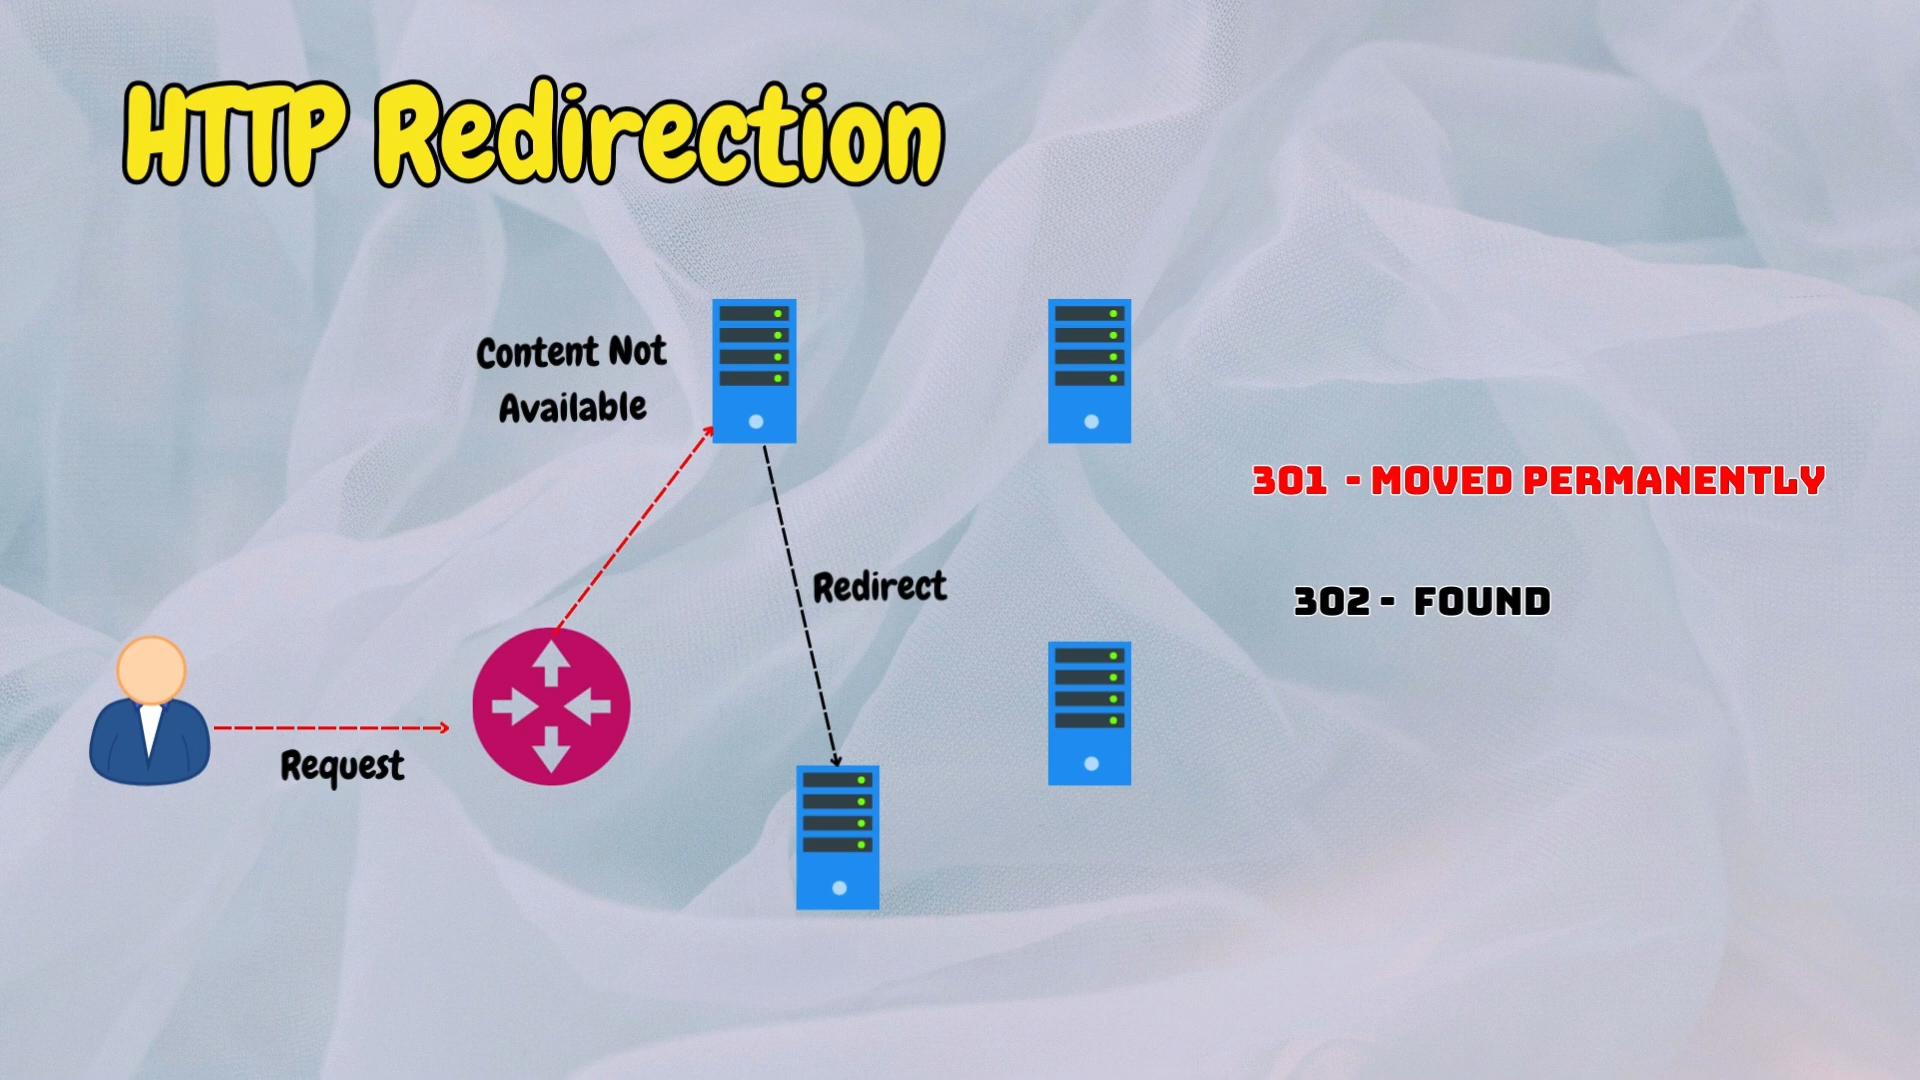 HTTP Redirection
Content Not
Available
301 - MOVED PERMANENTLY
Redirect
302 - FOUND
Request